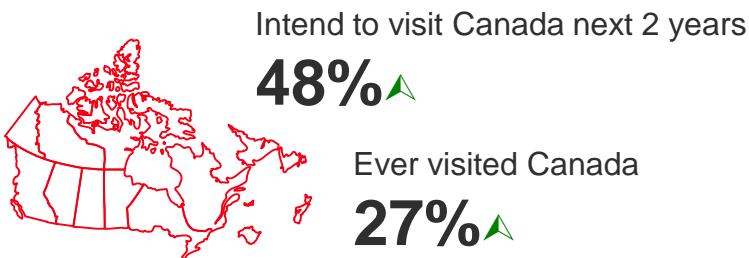 Intend to visit Canada next 2 years
48%
Ever visited Canada
27%